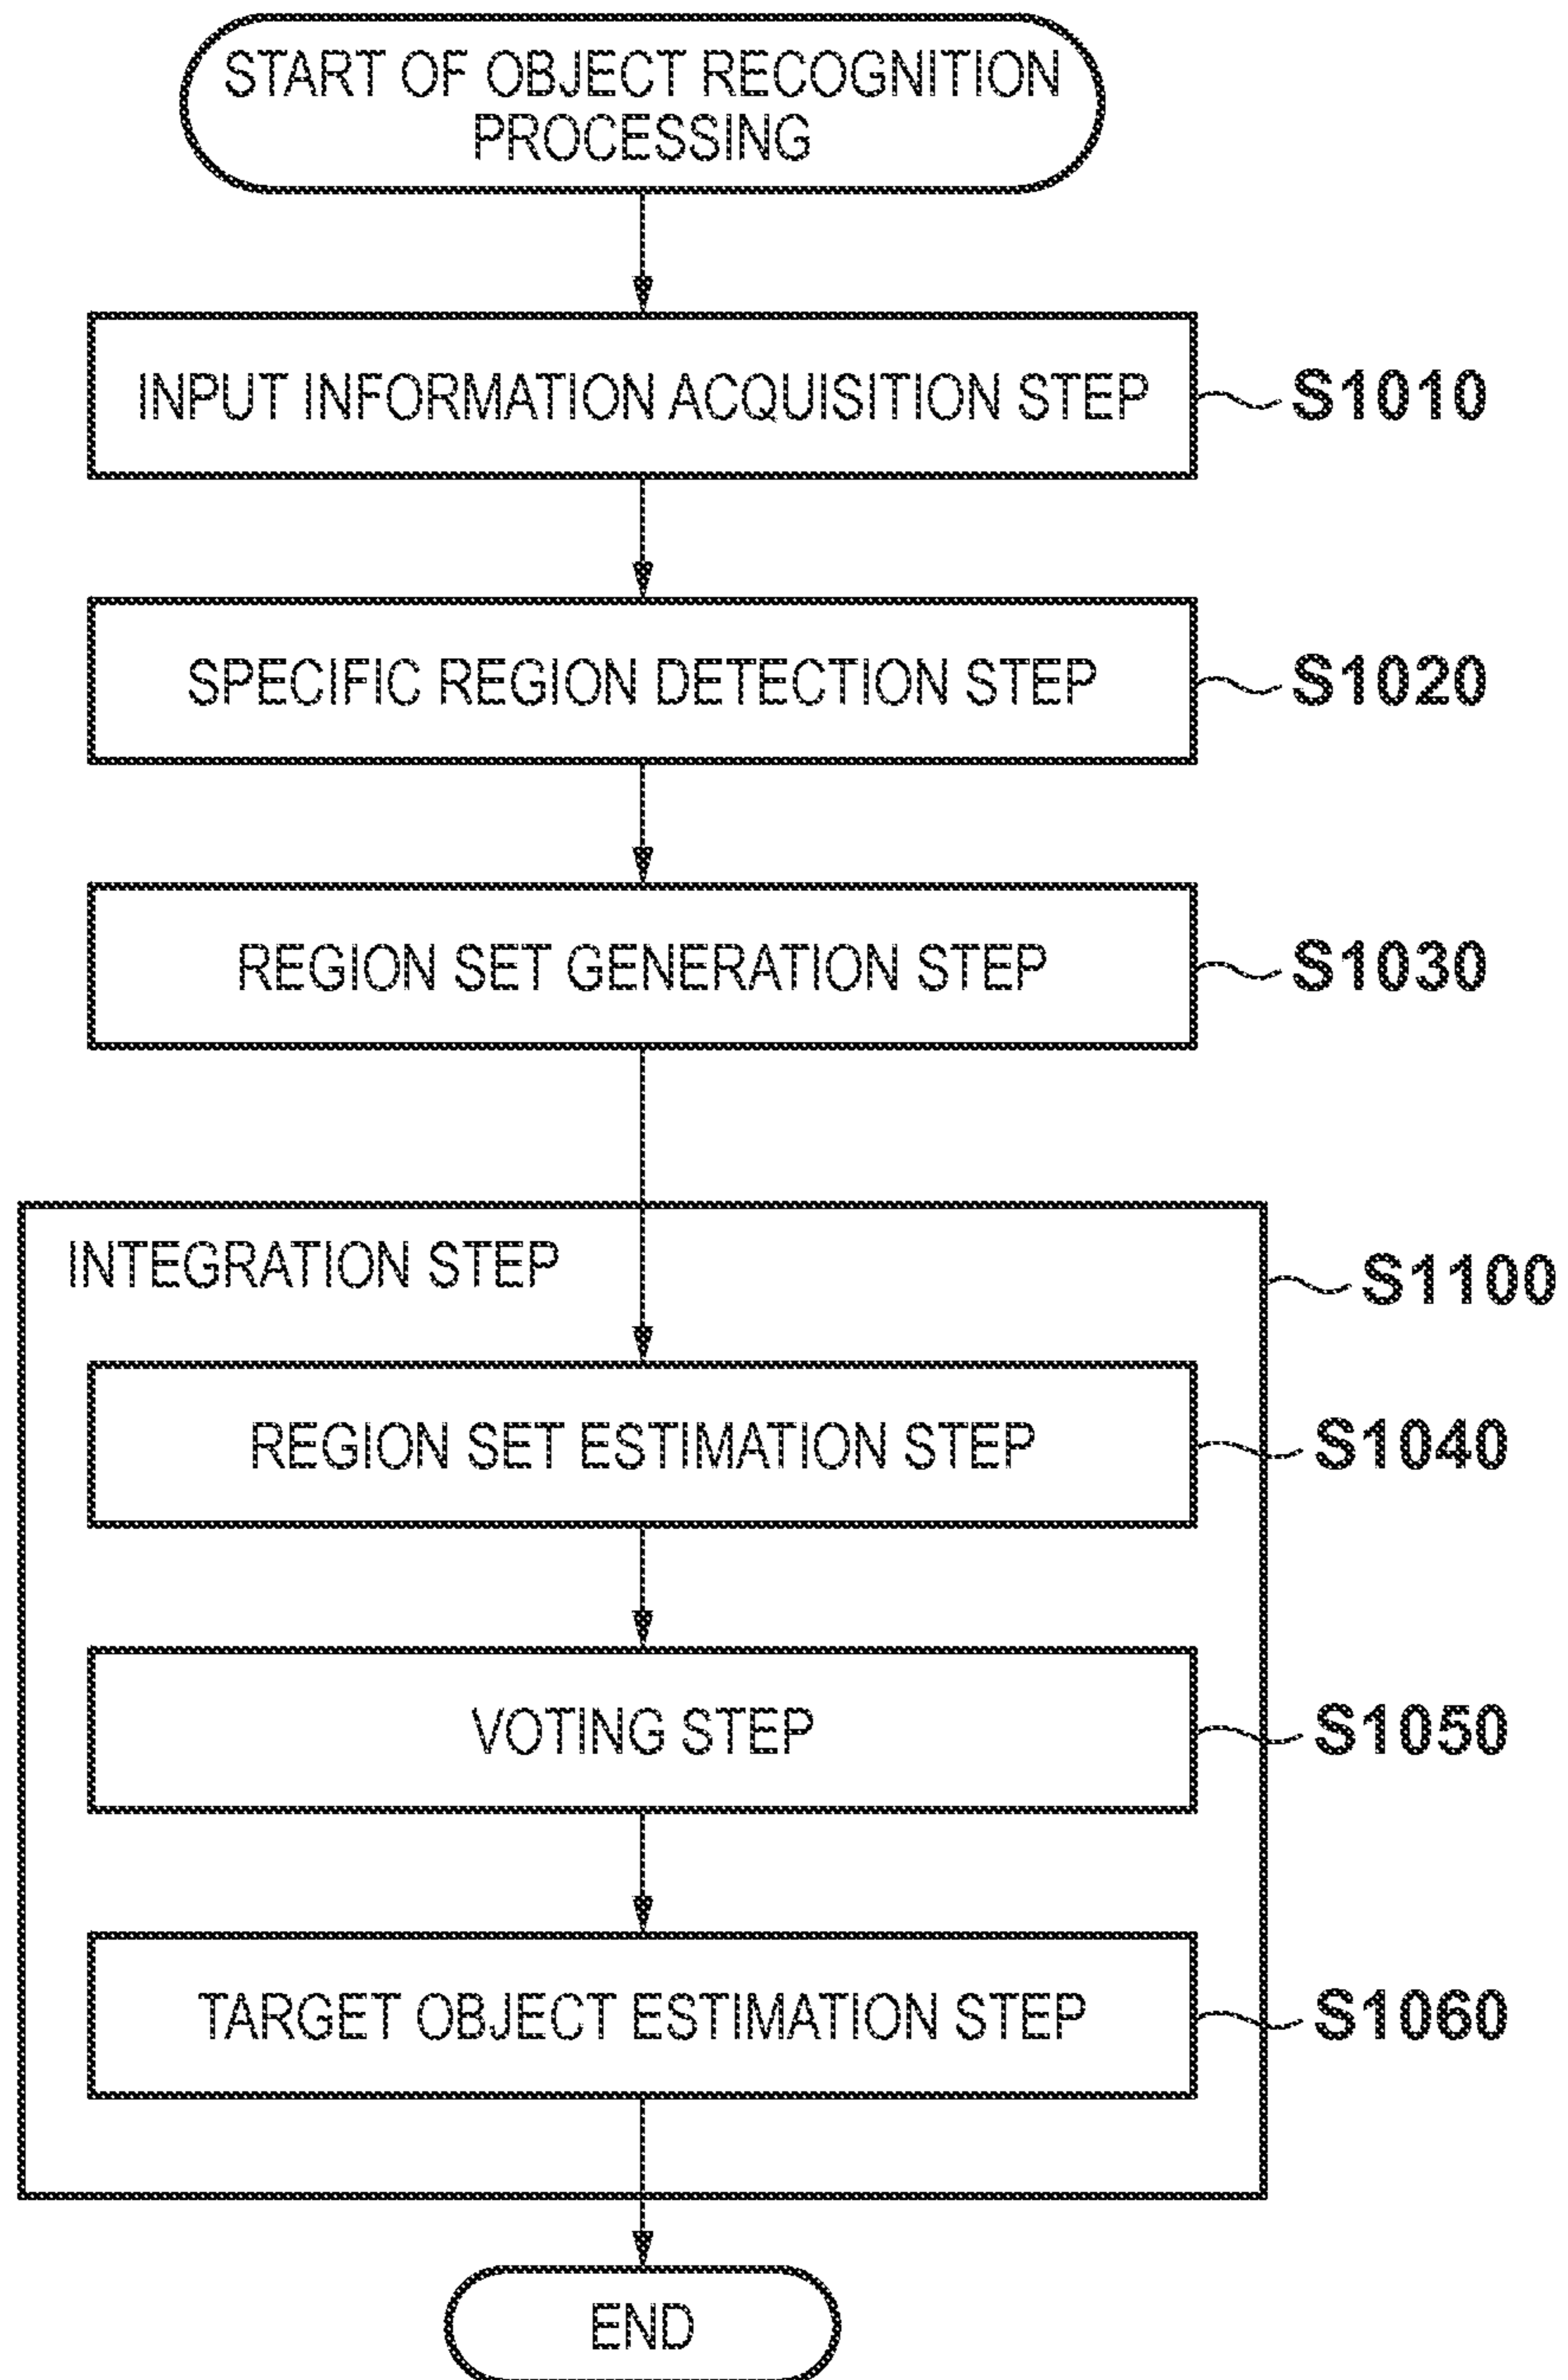 START OF OBJECT RECOGNITION
PROCESSING
INPUT INFORMATION ACQUISITION STEP
S1010
SPECIFIC REGION DETECTION STEP
S1020
REGION SET GENERATION STEP
S1030
INTEGRATION STEP
S1100
REGION SET ESTIMATION STEP
S1040
VOTING STEP
S1050
TARGET OBJECT ESTIMATION STEP
S1060
END